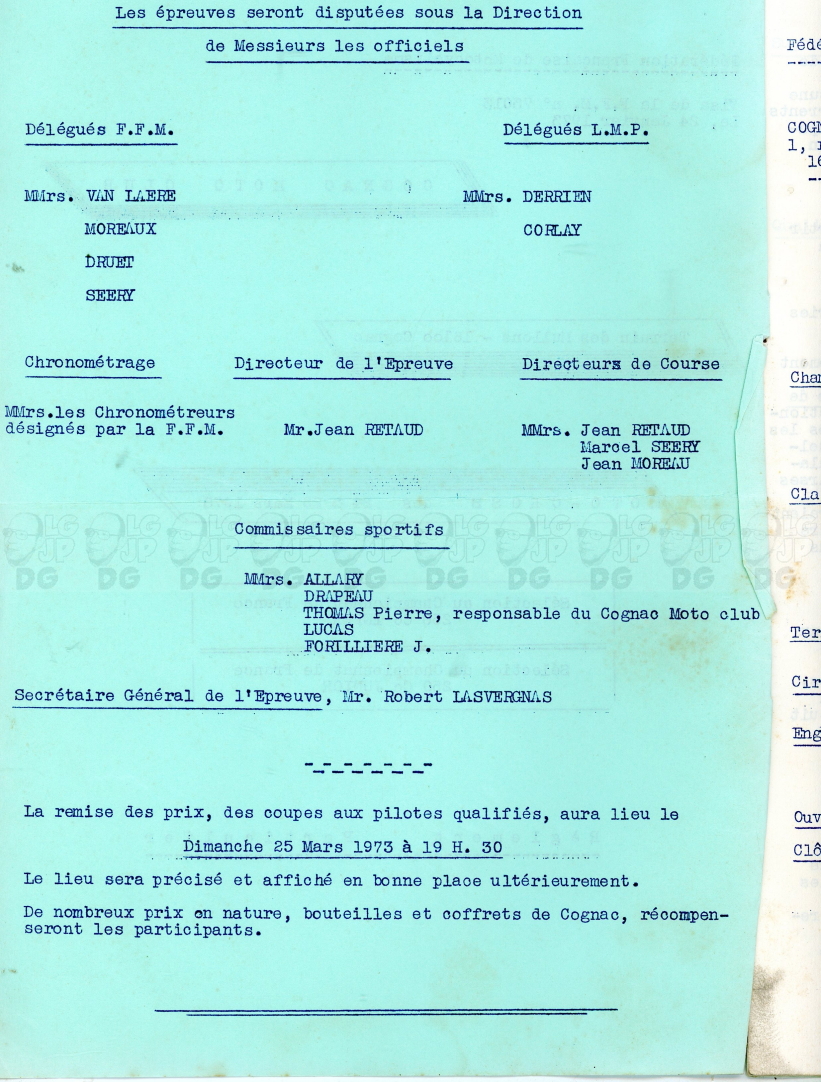 Les épreuves seront disputées sous la Direction
de Messieurs les officiels
Délégués F.F.M.
Délégués L.M.P.
MMrs. VAN LAERE
MOREAUX
DRUET
SEERY
MMrs. DERRIEN
CORLAY
Chronométrage
Directeur de l'Epreuve
Directeurs de Course
MMrs.les Chronométreurs
désignés par la F.F.M.
Mr.Jean RETAUD
MMrs. Jean RETAUD
Marcel SEERY
Jean MOREAU
Commissaires sportifs
MMrs. ALLARY
DRAPEAU
THOMAS Pierre, responsable du Cognac Moto club
LUCAS
FORILLIERE J.
Secrétaire Général de l'Epreuve, Mr. Robert LASVERGNAS
La remise des prix, des coupes aux pilotes qualifiés, aura lieu le
Dimanche 25 Mars 1973 à 19 H. 30
Le lieu sera précisé et affiché en bonne place ultérieurement.
De nombreux prix en nature, bouteilles et coffrets de Cognac, récompen-
seront les participants.
LG JP DG
Fédé
COGN
1, r
16
Char
Cla
Ter
Cir
Eng
Ouv
Clô